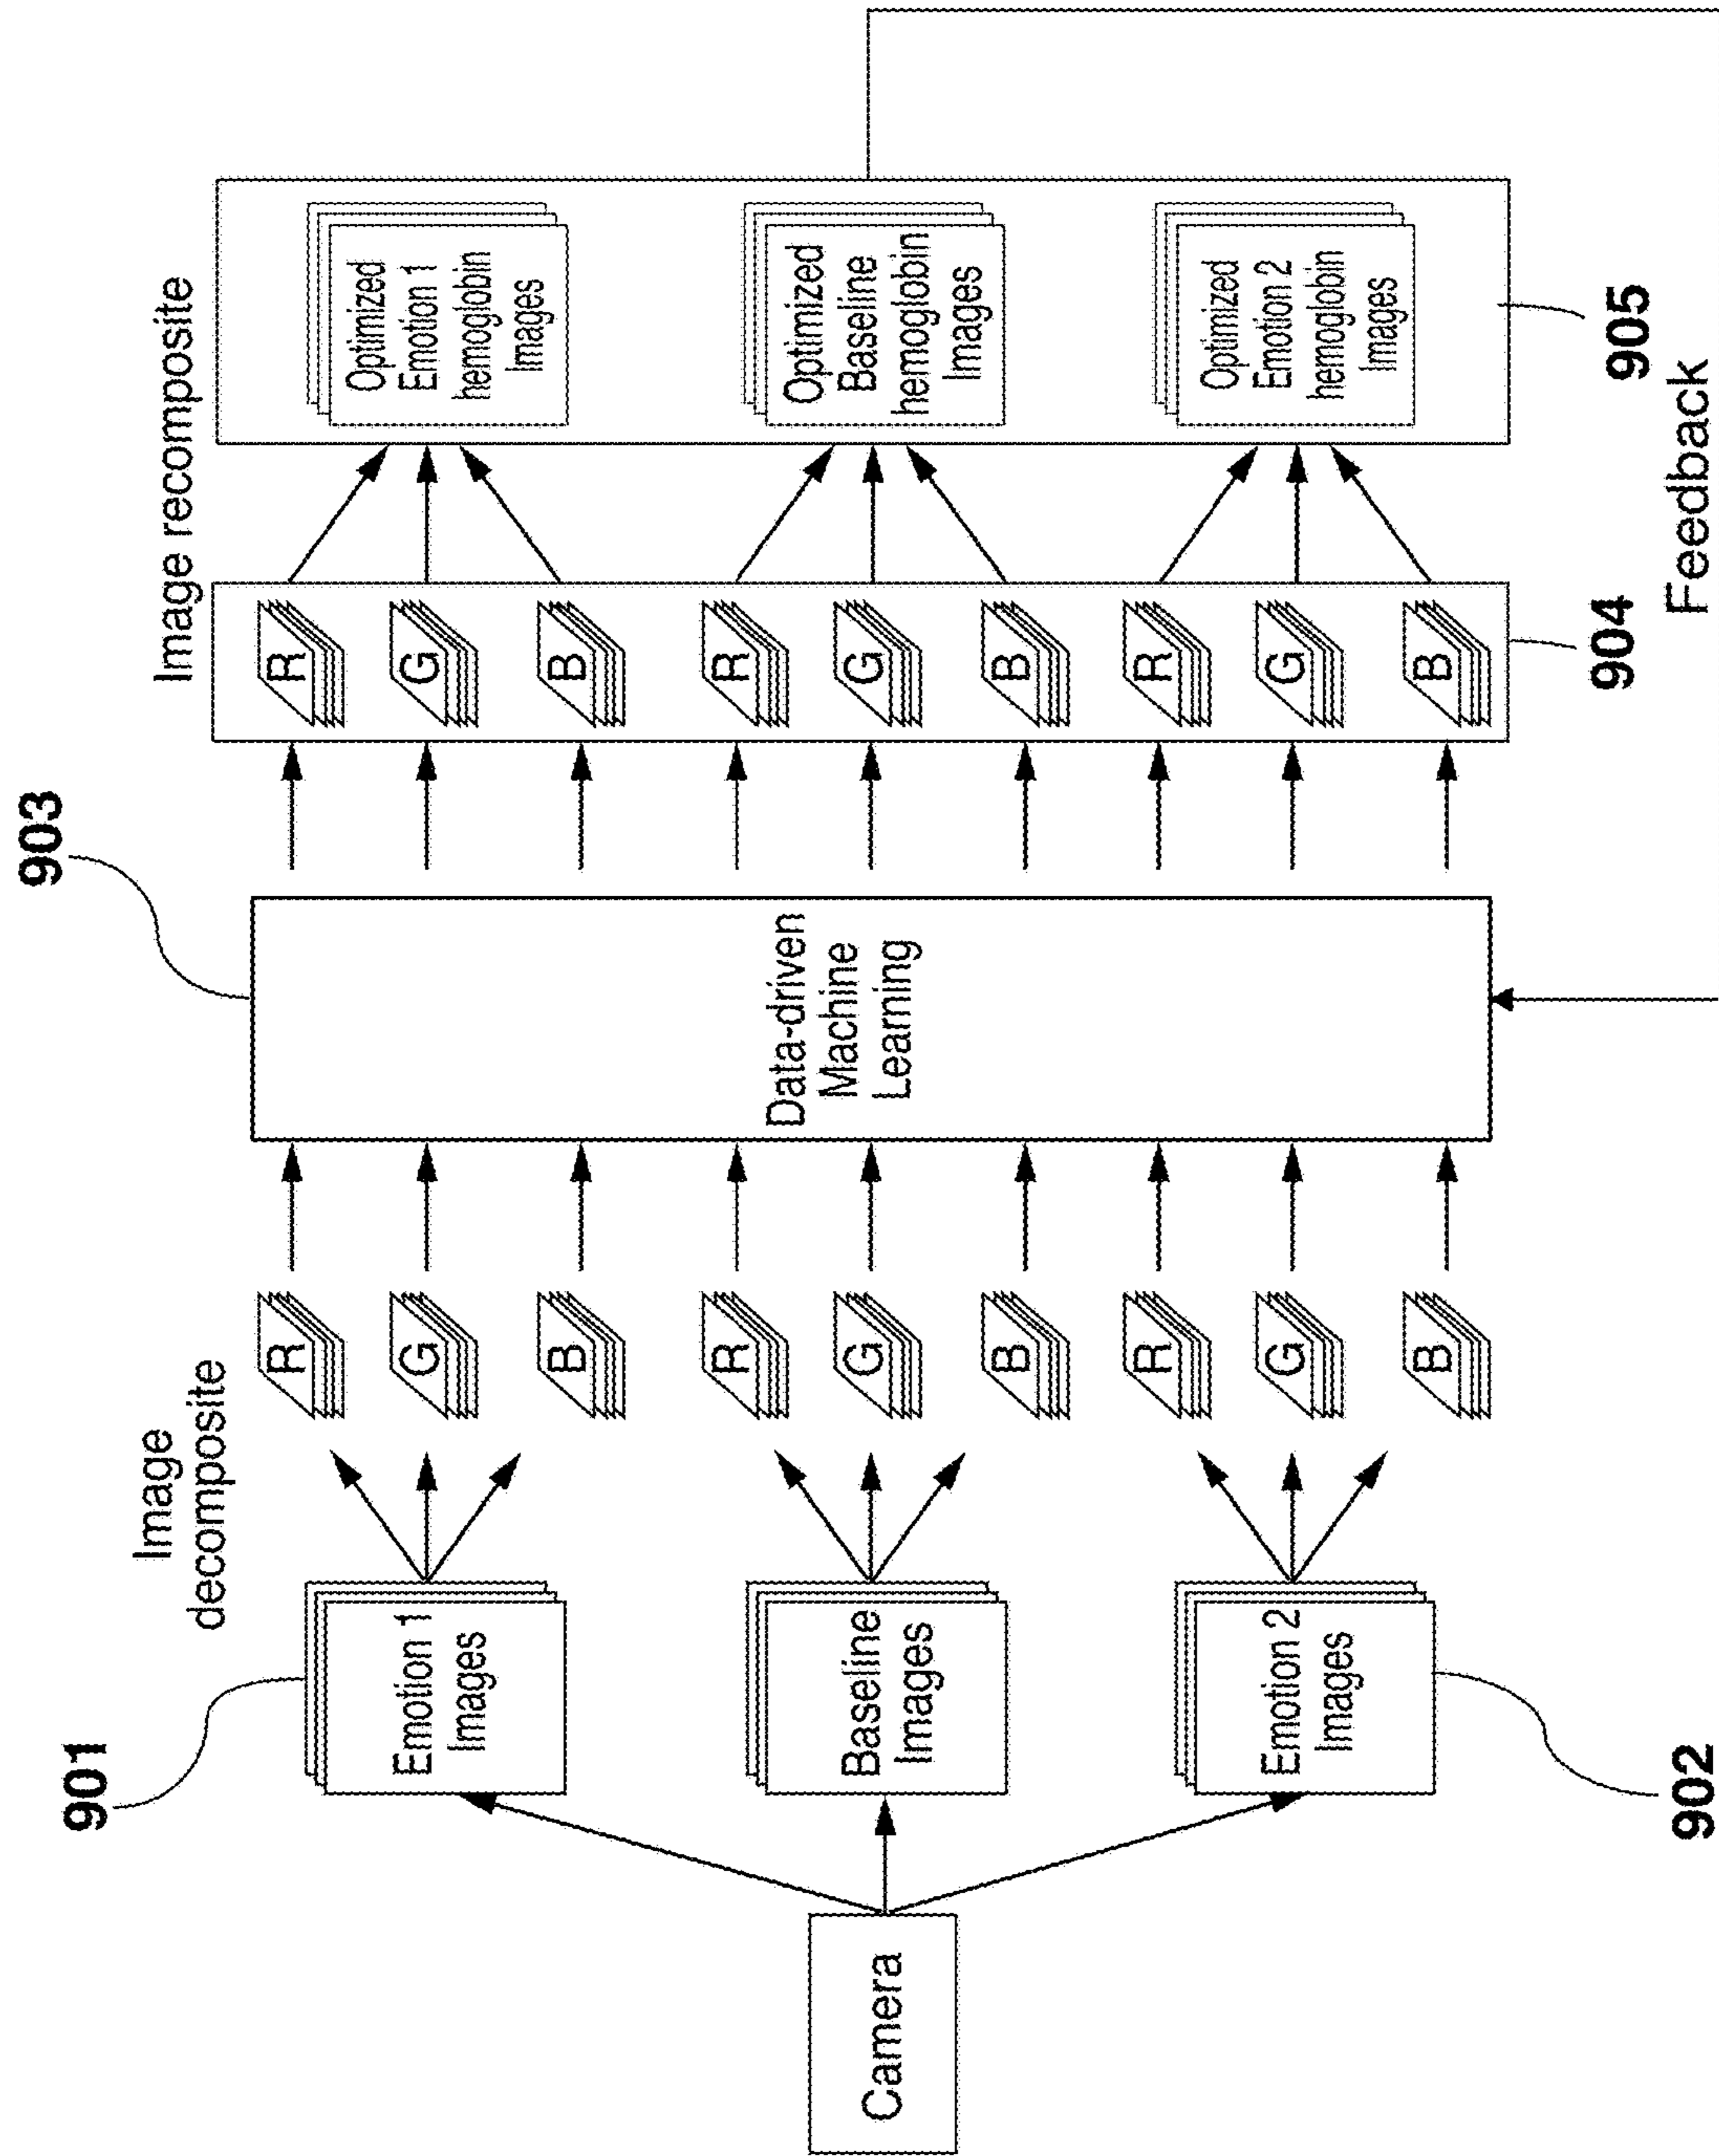 Camera
901
Emotion 1
Images
Baseline
Images
Emotion 2
Images
902
Image
decomposite
R
G
B
R
G
B
R
G
B
903
Data-driven
Machine
Learning
Image recomposite
R
G
B
R
G
B
R
G
B
904
Optimized
Emotion 1
hemoglobin
Images
Optimized
Baseline
hemoglobin
Images
Optimized
Emotion 2
hemoglobin
Images
905
Feedback